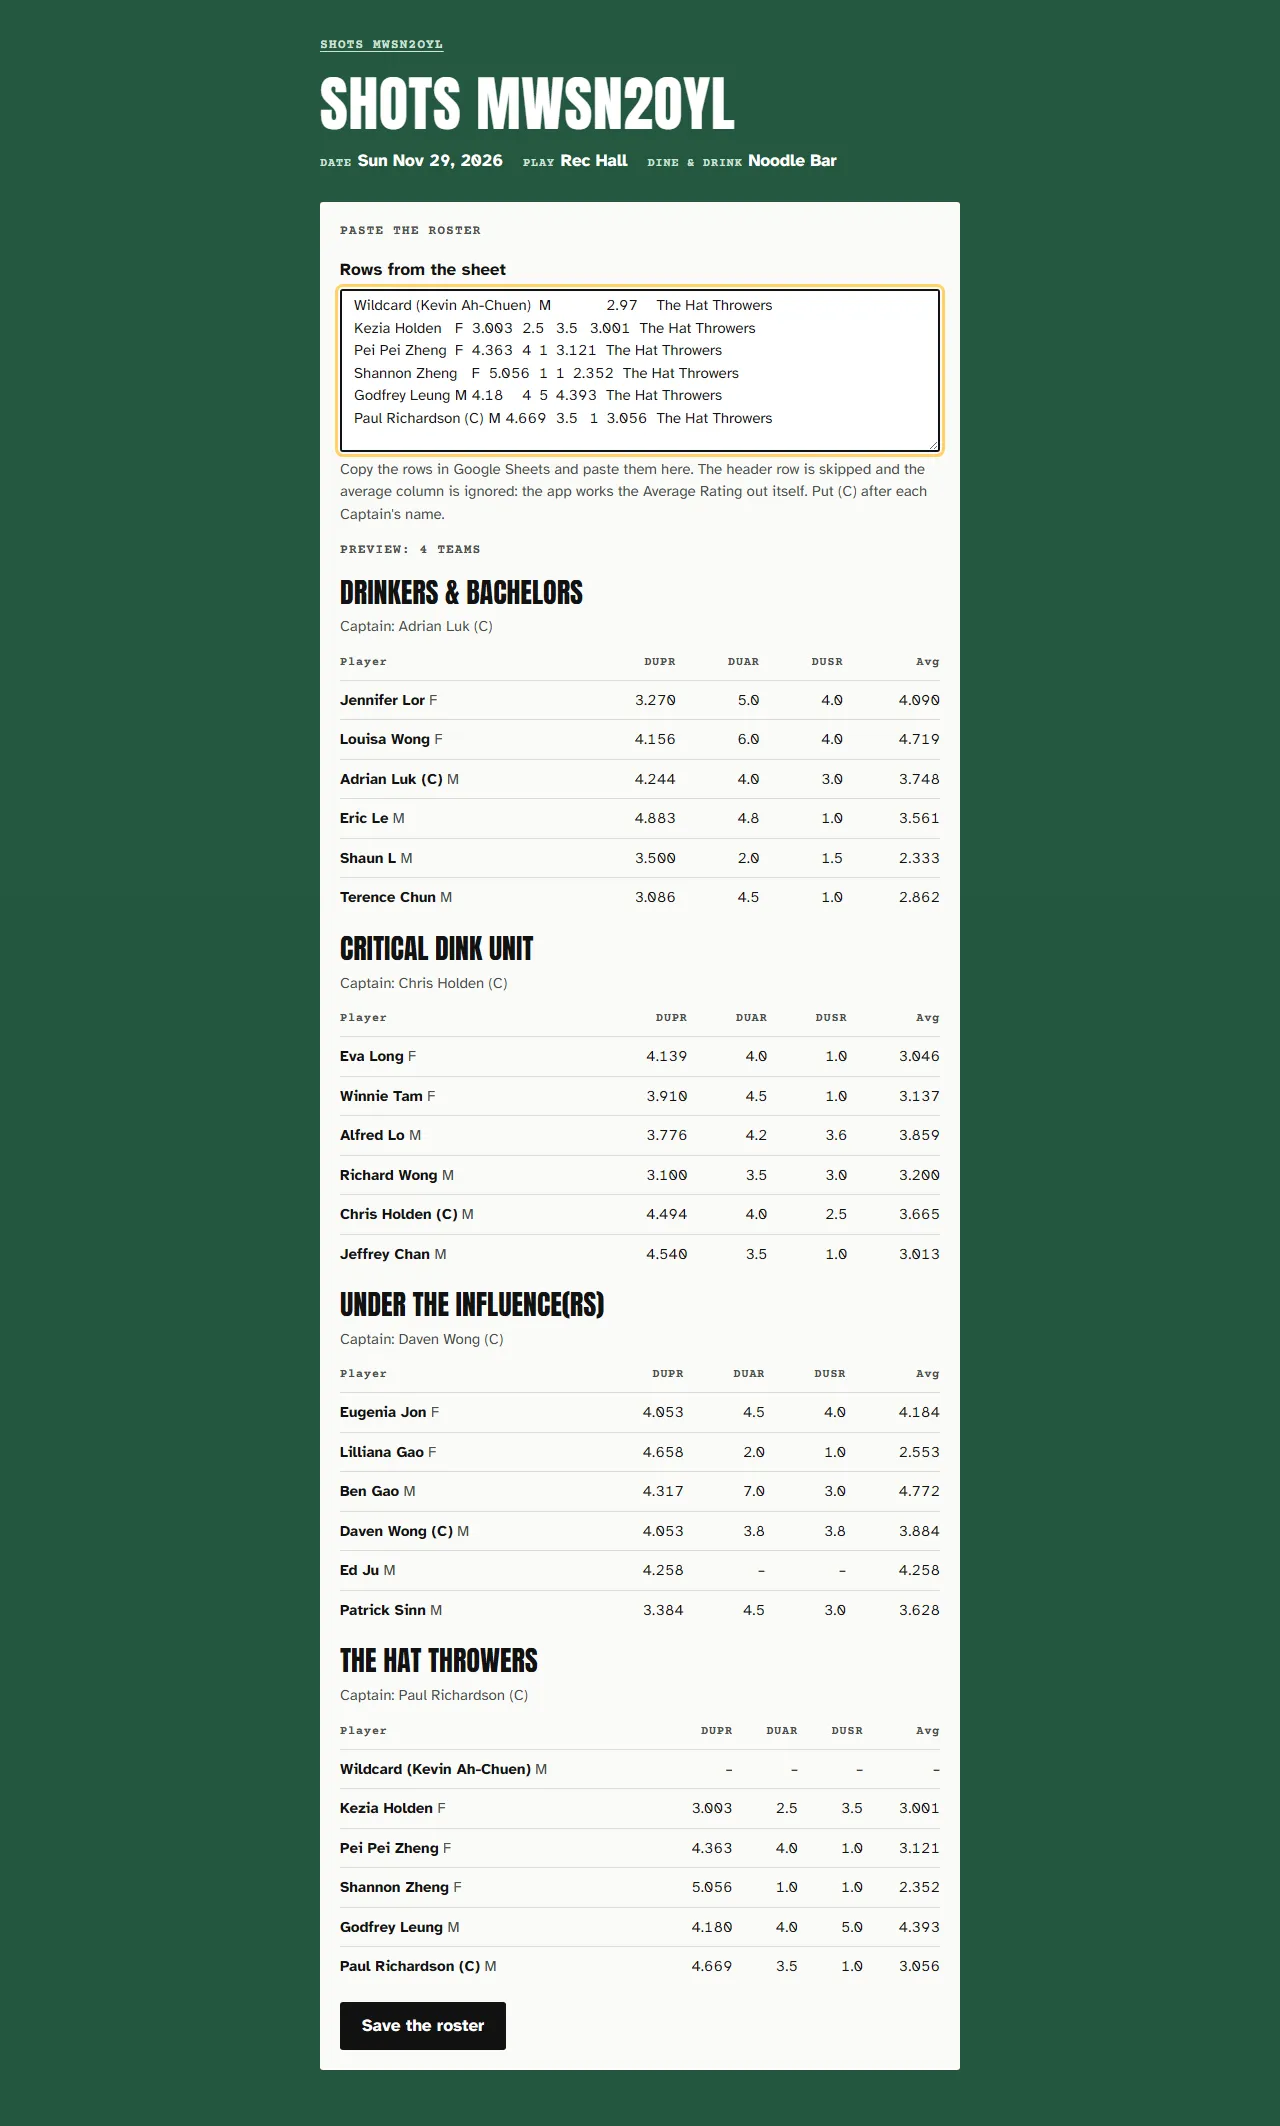 SHOTS MWSN2OYL
SHOTS MWSN2OYL
DATE Sun Nov 29, 2026 PLAY Rec Hall DINE & DRINK Noodle Bar
PASTE THE ROSTER
Rows from the sheet
Wildcard (Kevin Ah-Chuen) M 2.97 The Hat Throwers
Kezia Holden F 3.003 2.5 3.5 3.001 The Hat Throwers
Pei Pei Zheng F 4.363 4 1 3.121 The Hat Throwers
Shannon Zheng F 5.056 1 1 2.352 The Hat Throwers
Godfrey Leung M 4.18 4 5 4.393 The Hat Throwers
Paul Richardson (C) M 4.669 3.5 1 3.056 The Hat Throwers
Copy the rows in Google Sheets and paste them here. The header row is skipped and the
average column is ignored: the app works the Average Rating out itself. Put (C) after each
Captain's name.
PREVIEW: 4 TEAMS
DRINKERS & BACHELORS
Captain: Adrian Luk (C)
Player DUPR DUAR DUSR Avg
Jennifer Lor F 3.270 5.0 4.0 4.090
Louisa Wong F 4.156 6.0 4.0 4.719
Adrian Luk (C) M 4.244 4.0 3.0 3.748
Eric Le M 4.883 4.8 1.0 3.561
Shaun L M 3.500 2.0 1.5 2.333
Terence Chun M 3.086 4.5 1.0 2.862
CRITICAL DINK UNIT
Captain: Chris Holden (C)
Player DUPR DUAR DUSR Avg
Eva Long F 4.139 4.0 1.0 3.046
Winnie Tam F 3.910 4.5 1.0 3.137
Alfred Lo M 3.776 4.2 3.6 3.859
Richard Wong M 3.100 3.5 3.0 3.200
Chris Holden (C) M 4.494 4.0 2.5 3.665
Jeffrey Chan M 4.540 3.5 1.0 3.013
UNDER THE INFLUENCE(RS)
Captain: Daven Wong (C)
Player DUPR DUAR DUSR Avg
Eugenia Jon F 4.053 4.5 4.0 4.184
Lilliana Gao F 4.658 2.0 1.0 2.553
Ben Gao M 4.317 7.0 3.0 4.772
Daven Wong (C) M 4.053 3.8 3.8 3.884
Ed Ju M 4.258 – – 4.258
Patrick Sinn M 3.384 4.5 3.0 3.628
THE HAT THROWERS
Captain: Paul Richardson (C)
Player DUPR DUAR DUSR Avg
Wildcard (Kevin Ah-Chuen) M – – – –
Kezia Holden F 3.003 2.5 3.5 3.001
Pei Pei Zheng F 4.363 4.0 1.0 3.121
Shannon Zheng F 5.056 1.0 1.0 2.352
Godfrey Leung M 4.180 4.0 5.0 4.393
Paul Richardson (C) M 4.669 3.5 1.0 3.056
Save the roster